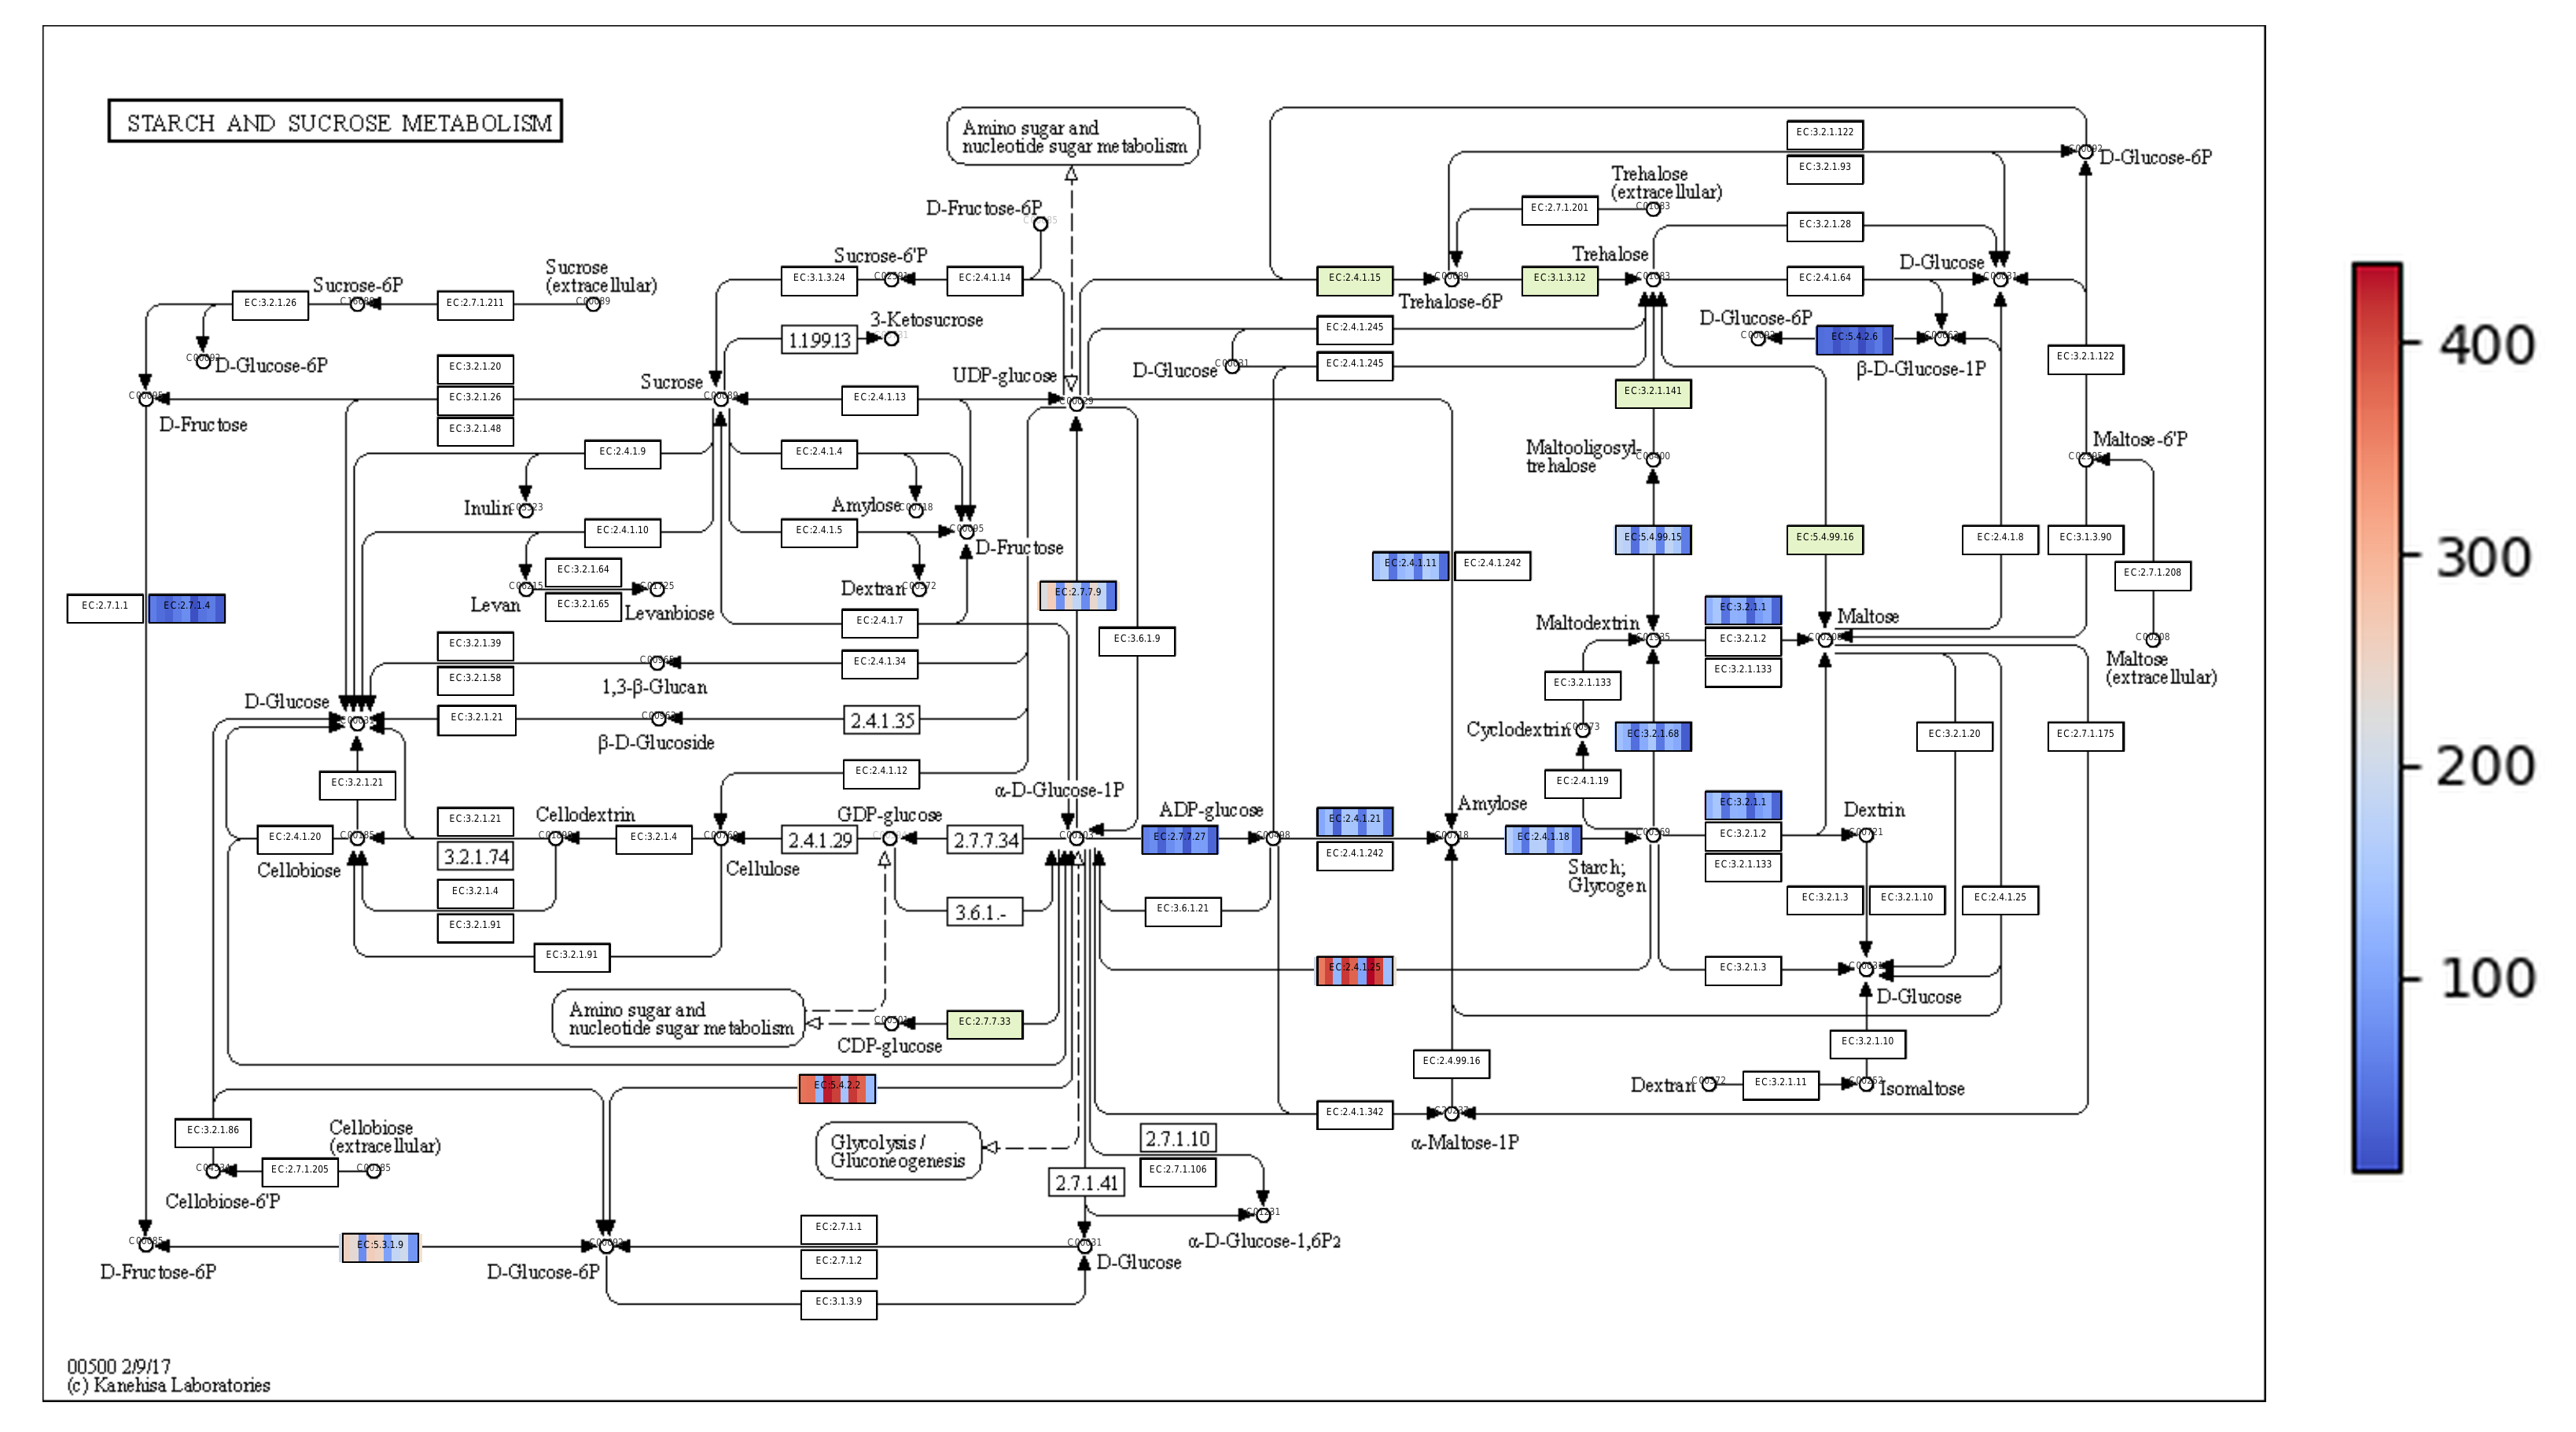 STARCH AND SUCROSE METABOLISM
Amino sugar and
nucleotide sugar metabolism
EC:3.2.1.122
D-Glucose-6P
EC:3.2.1.93
Trehalose
(extracellular)
D-Fructose-6P
EC:2.7.1.201
EC:3.2.1.28
Sucrose-6'P
Trehalose
D-Glucose
Sucrose
(extracellular)
Sucrose-6P
EC:3.1.3.24
EC:2.4.1.14
EC:2.4.1.15
EC:3.1.3.12
EC:2.4.1.64
Trehalose-6P
EC:3.2.1.26
EC:2.7.1.211
C00089
3-Ketosucrose
D-Glucose-6P
EC:2.4.1.245
1.1.99.13
EC:5.4.2.6
D-Glucose-6P
EC:3.2.1.20
D-Glucose
EC:2.4.1.245
β-D-Glucose-1P
EC:3.2.1.122
Sucrose
UDP-glucose
EC:3.2.1.26
EC:2.4.1.13
EC:3.2.1.141
D-Fructose
EC:3.2.1.48
Maltose-6'P
EC:2.4.1.9
EC:2.4.1.4
Maltooligosyl-
trehalose
Inulin
Amylose
EC:2.4.1.10
EC:2.4.1.5
D-Fructose
EC:5.4.99.15
EC:5.4.99.16
EC:2.4.1.8
EC:3.1.3.90
EC:3.2.1.64
EC:2.4.1.11
EC:2.4.1.242
EC:2.7.1.208
Levan
EC:3.2.1.65
Levanbiose
Dextran
EC:2.7.7.9
EC:2.7.1.1
EC:2.7.1.4
EC:2.4.1.7
EC:3.2.1.1
Maltodextrin
Maltose
EC:3.2.1.39
EC:3.6.1.9
EC:3.2.1.2
EC:2.4.1.34
EC:3.2.1.58
1,3-β-Glucan
EC:3.2.1.133
EC:3.2.1.133
Maltose
(extracellular)
D-Glucose
EC:3.2.1.21
2.4.1.35
Cyclodextrin
EC:3.2.1.68
EC:3.2.1.20
EC:2.7.1.175
β-D-Glucoside
EC:3.2.1.21
EC:2.4.1.12
EC:2.4.1.19
α-D-Glucose-1P
ADP-glucose
Amylose
EC:3.2.1.1
Dextrin
EC:3.2.1.21
Cellodextrin
GDP-glucose
EC:2.4.1.21
EC:2.4.1.20
EC:3.2.1.4
2.4.1.29
2.7.7.34
EC:2.7.7.27
EC:2.4.1.18
EC:3.2.1.2
3.2.1.74
EC:2.4.1.242
Cellobiose
Cellulose
Starch;
Glycogen
EC:3.2.1.133
EC:3.2.1.4
3.6.1.-
EC:3.6.1.21
EC:3.2.1.3
EC:3.2.1.10
EC:2.4.1.25
EC:3.2.1.91
EC:3.2.1.91
EC:2.4.1.25
EC:3.2.1.3
D-Glucose
Amino sugar and
nucleotide sugar metabolism
EC:2.7.7.33
CDP-glucose
EC:3.2.1.10
EC:2.4.99.16
EC:5.4.2.2
Dextran
EC:3.2.1.11
Isomaltose
EC:3.2.1.86
Cellobiose
(extracellular)
EC:2.4.1.342
α-Maltose-1P
Glycolysis /
Gluconeogenesis
2.7.1.10
EC:2.7.1.205
EC:2.7.1.106
Cellobiose-6'P
2.7.1.41
EC:2.7.1.1
α-D-Glucose-1,6P2
EC:5.3.1.9
D-Fructose-6P
D-Glucose-6P
EC:2.7.1.2
D-Glucose
EC:3.1.3.9
00500 2/9/17
(c) Kanehisa Laboratories
400
300
200
100